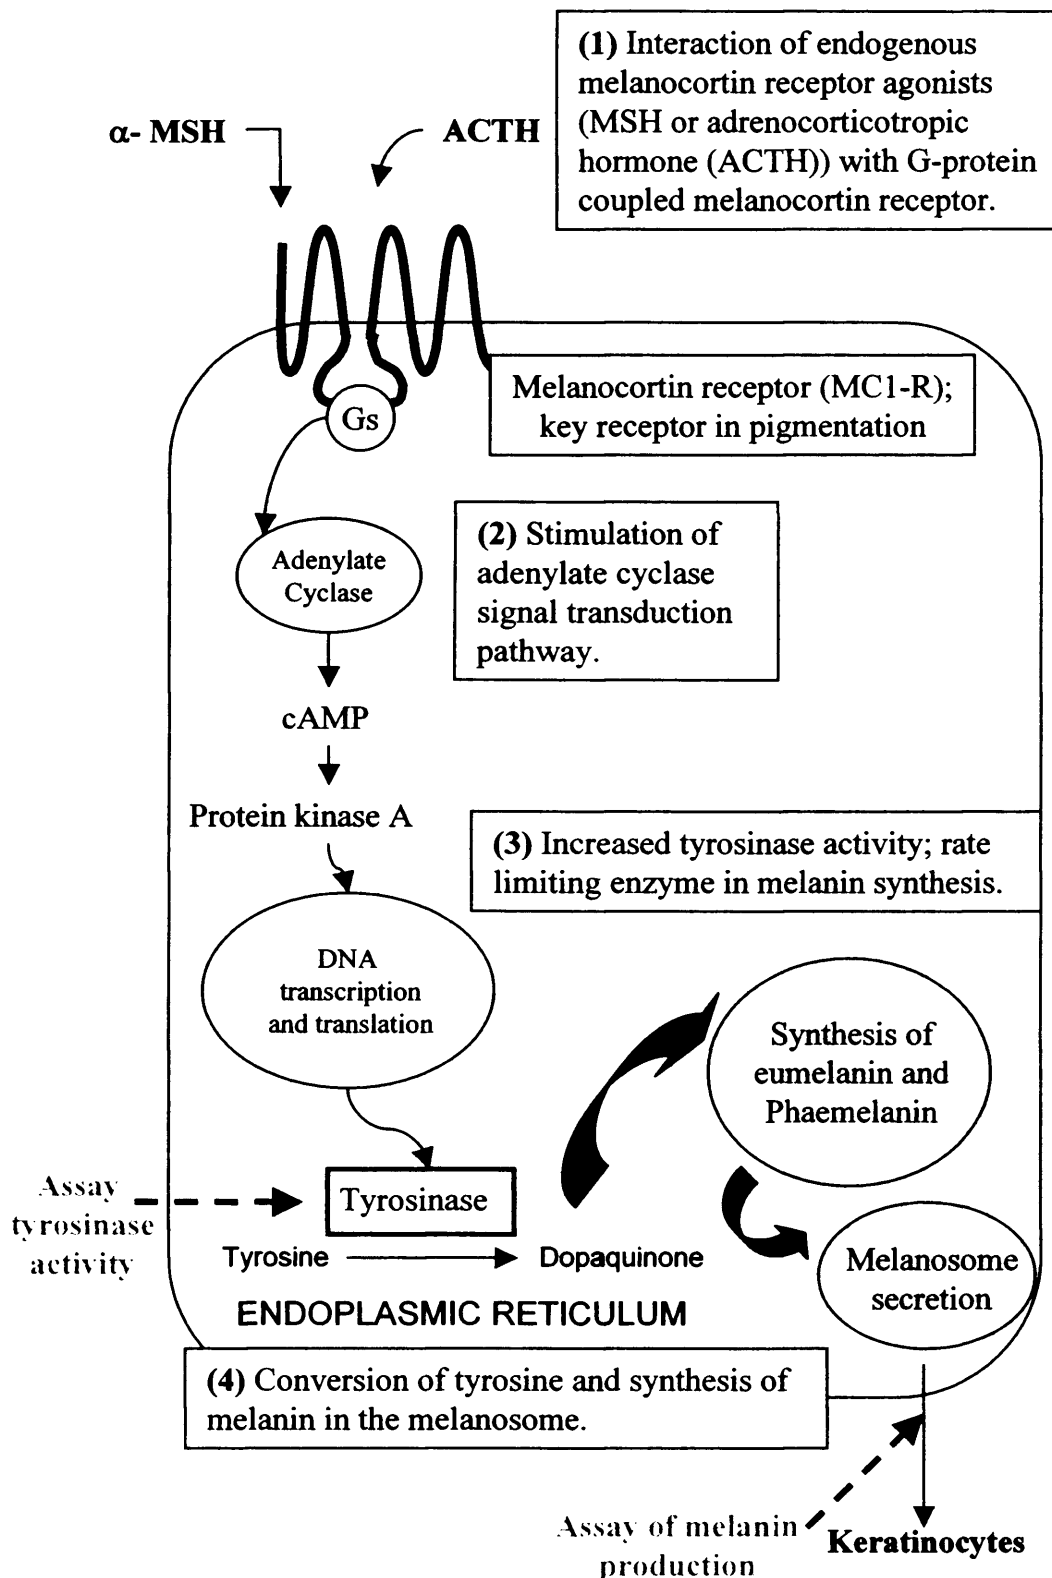 (1) Interaction of endogenous
melanocortin receptor agonists
(MSH or adrenocorticotropic
hormone (ACTH)) with G-protein
coupled melanocortin receptor.
α- MSH
ACTH
Melanocortin receptor (MC1-R);
key receptor in pigmentation
Gs
Adenylate
Cyclase
(2) Stimulation of
adenylate cyclase
signal transduction
pathway.
cAMP
Protein kinase A
(3) Increased tyrosinase activity; rate
limiting enzyme in melanin synthesis.
DNA
transcription
and translation
Synthesis of
eumelanin and
Phaemelanin
Assay
tyrosinase
activity
Tyrosinase
Tyrosine
Dopaquinone
Melanosome
secretion
ENDOPLASMIC RETICULUM
(4) Conversion of tyrosine and synthesis of
melanin in the melanosome.
Assay of melanin
production
Keratinocytes